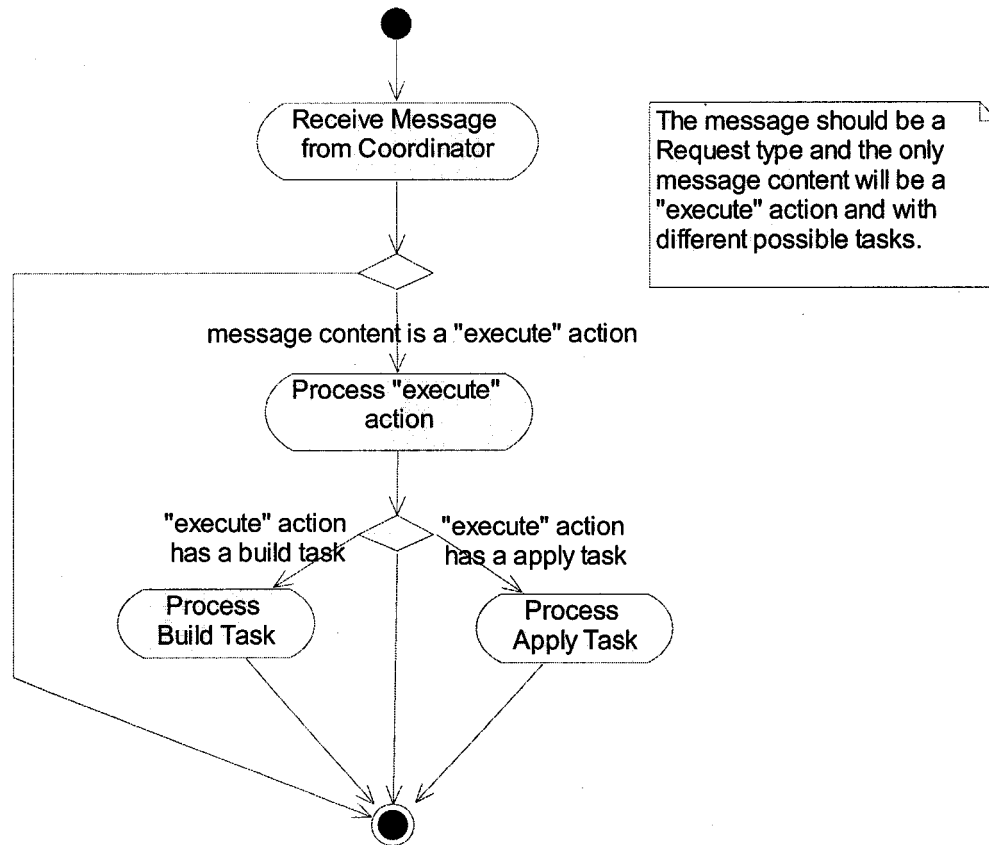 Receive Message
from Coordinator
The message should be a
Request type and the only
message content will be a
"execute" action and with
different possible tasks.
message content is a "execute" action
Process "execute"
action
"execute" action
has a build task
"execute" action
has a apply task
Process
Build Task
Process
Apply Task